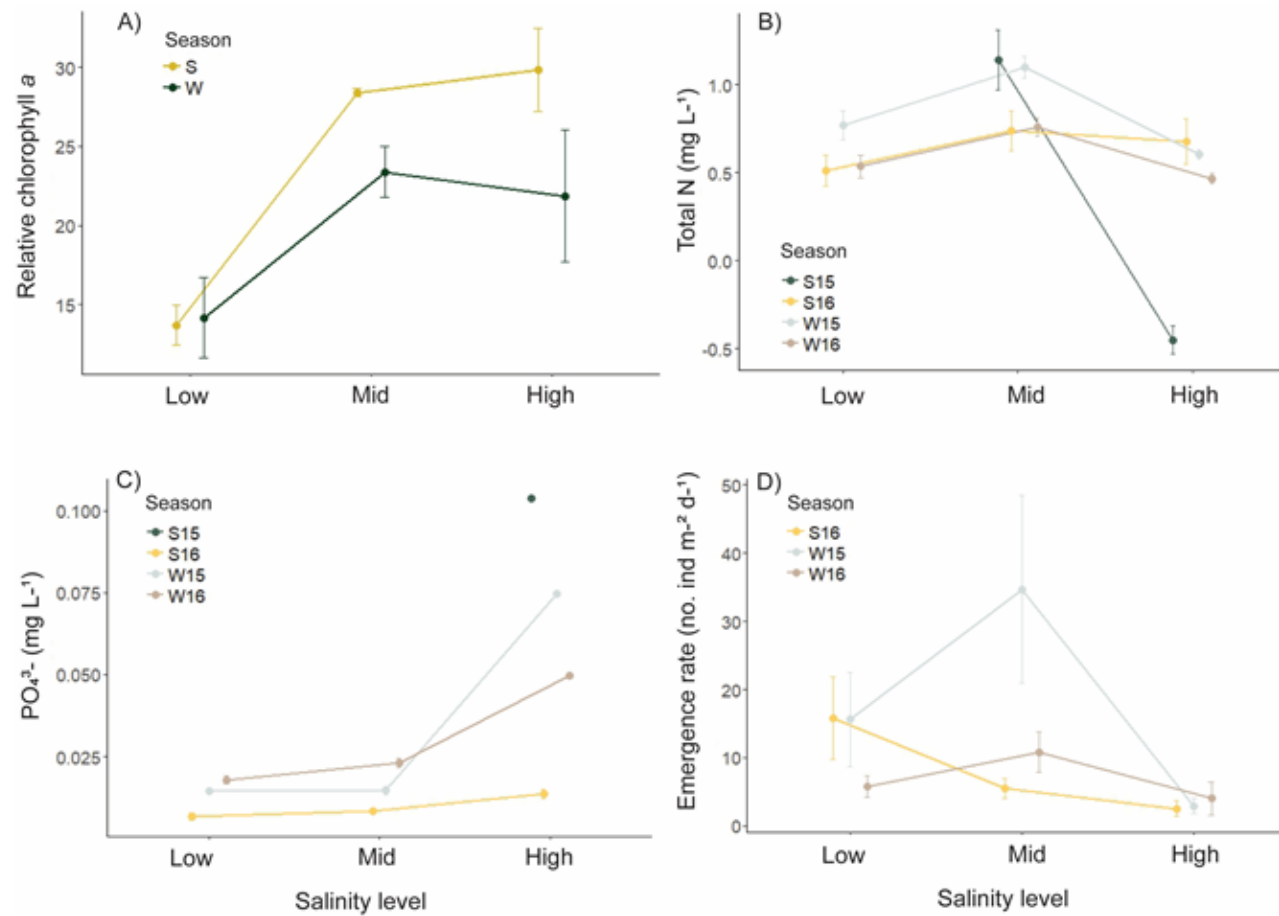 A)
Season
S
W
Relative chlorophyll a
30
25
20
15
Low Mid High
B)
Total N (mg L-¹)
1.0
0.5
0.0
-0.5
Season
S15
S16
W15
W16
Low Mid High
C)
Season
S15
S16
W15
W16
PO₄³- (mg L-¹)
0.100
0.075
0.050
0.025
Low Mid High
Salinity level
D)
Season
S16
W15
W16
Emergence rate (no. ind m-² d-¹)
50
40
30
20
10
0
Low Mid High
Salinity level